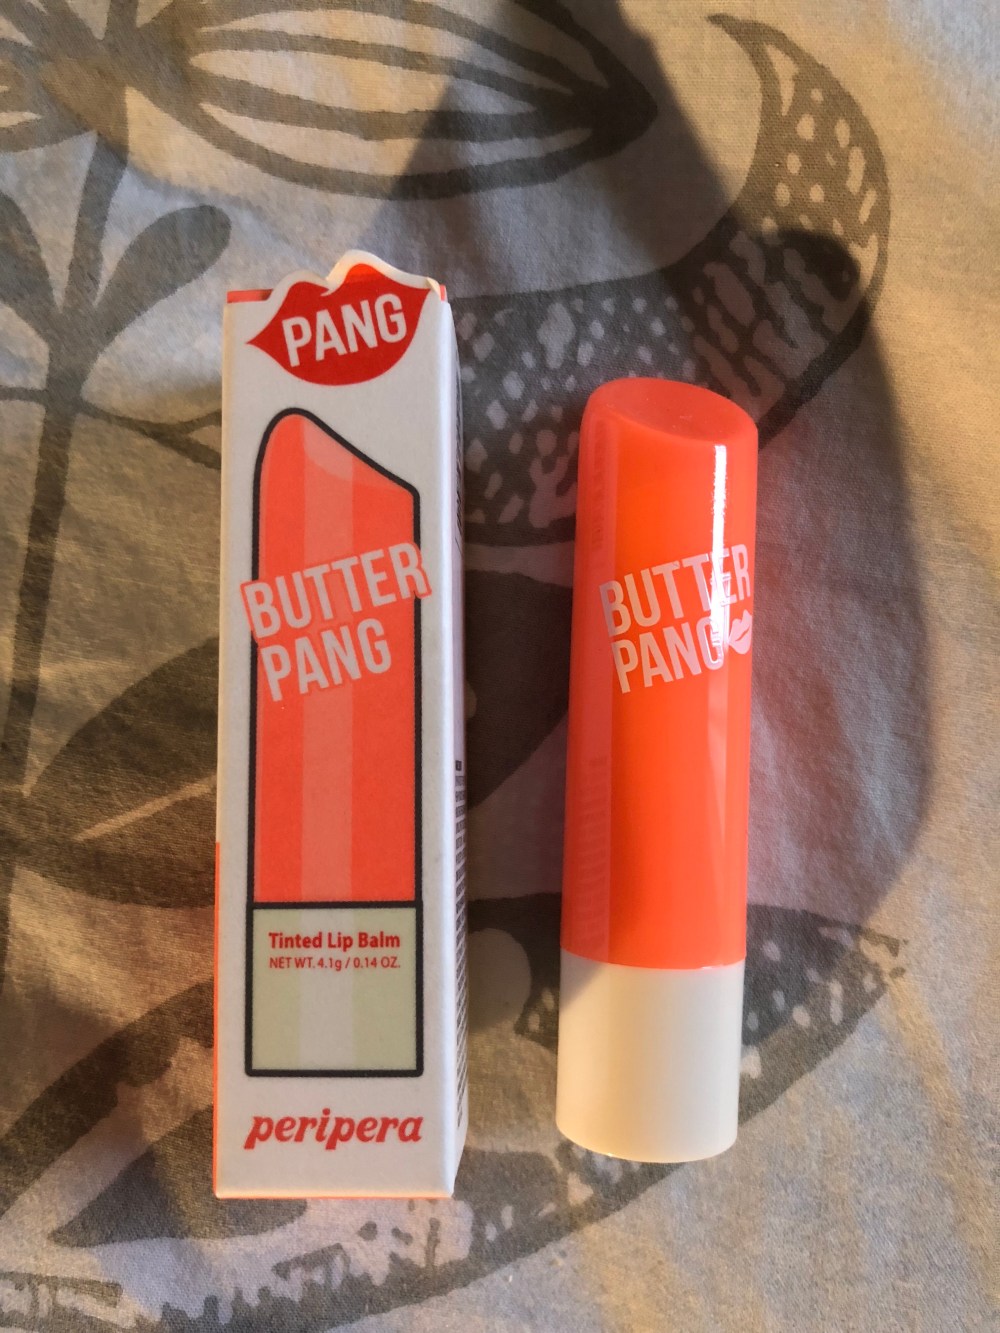 PANG
BUTTER
PANG
Tinted Lip Balm
NET WT. 4.1g / 0.14 OZ.
peripera
BUTTER
PANG